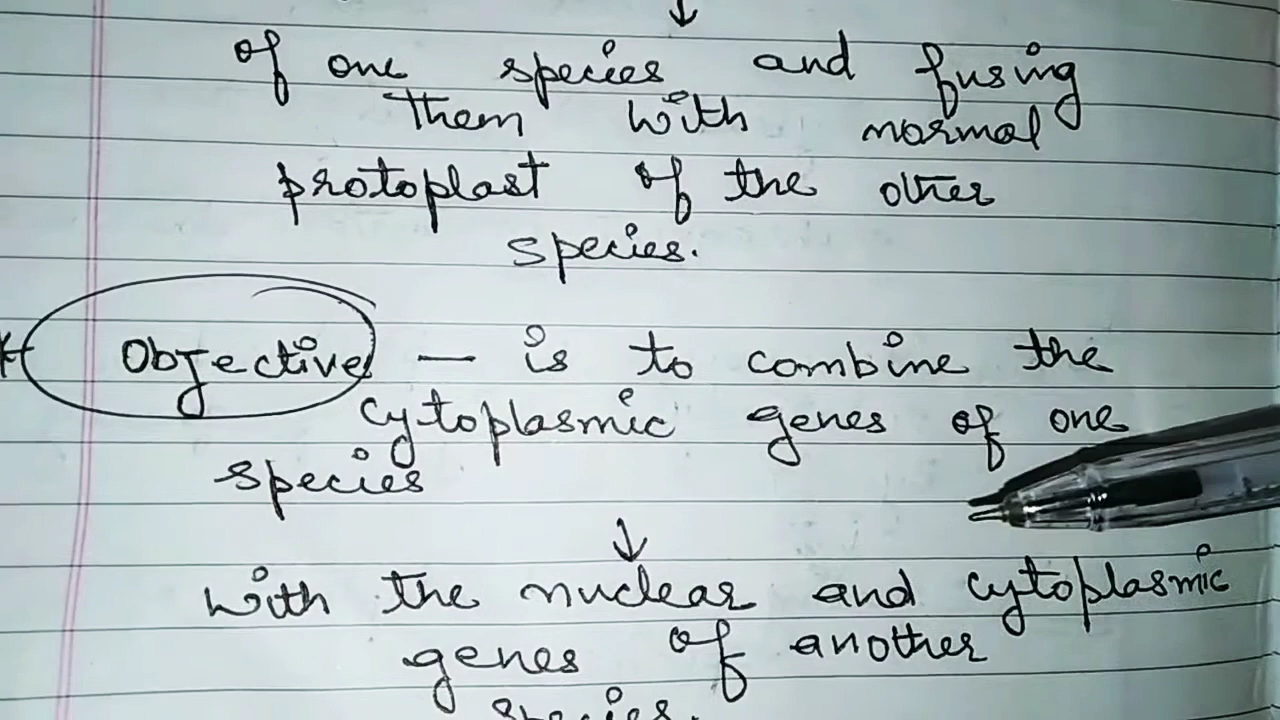 ↓
of one species and fusing
them with normal
protoplast of the other
species.
* Objective — is to combine the
cytoplasmic genes of one
species
↓
with the nuclear and cytoplasmic
genes of another
species.